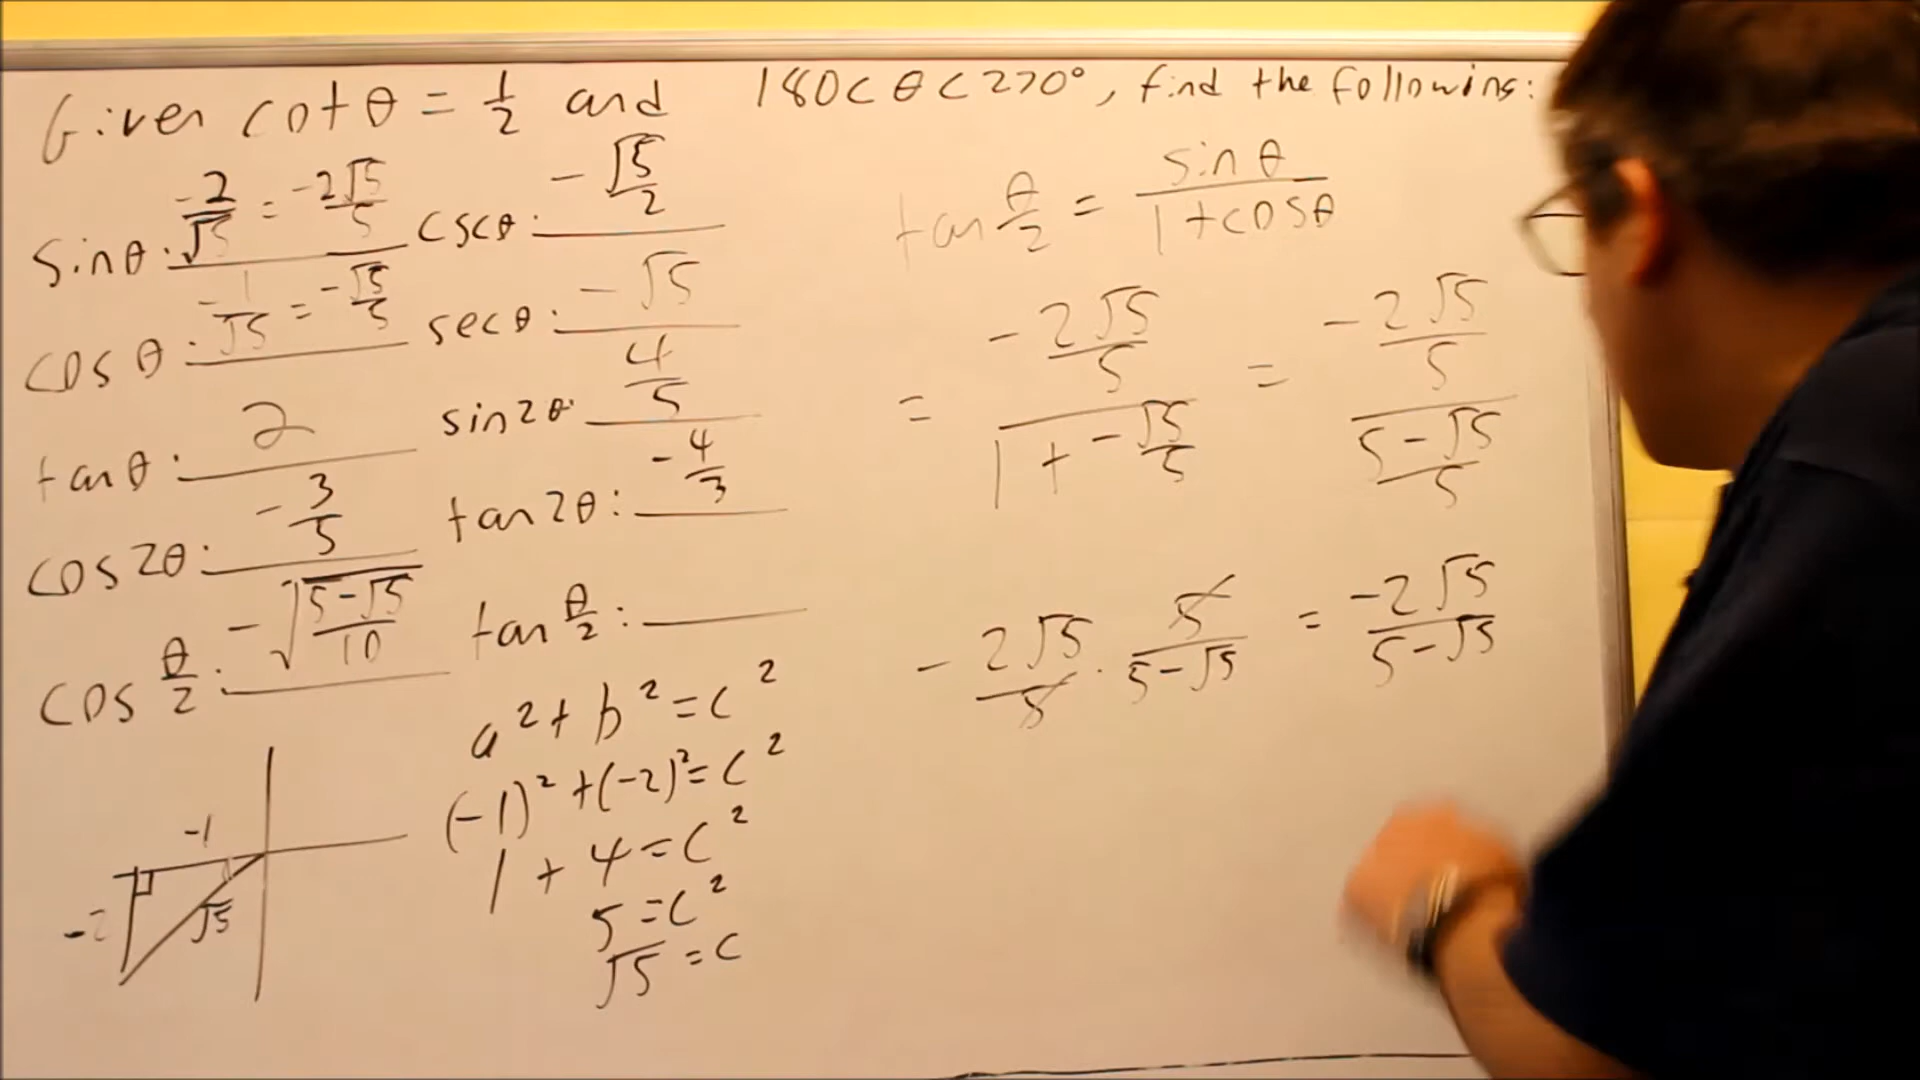 Given cot θ = 1/2 and 180 < θ < 270°, find the following:
sin θ: -2/√5 = -2√5/5
csc θ: -√5/2
cos θ: -1/√5 = -√5/5
sec θ: -√5
tan θ: 2
sin 2θ: 4/5
cos 2θ: -3/5
tan 2θ: -4/3
cos θ/2: -√((5-√5)/10)
tan θ/2:
a² + b² = c²
(-1)² + (-2)² = c²
1 + 4 = c²
5 = c²
√5 = c
-1
-2
√5
tan θ/2 = sin θ / (1 + cos θ)
= (-2√5/5) / (1 + -√5/5) = (-2√5/5) / ((5-√5)/5)
-2√5/5 · 5/(5-√5) = -2√5/(5-√5)